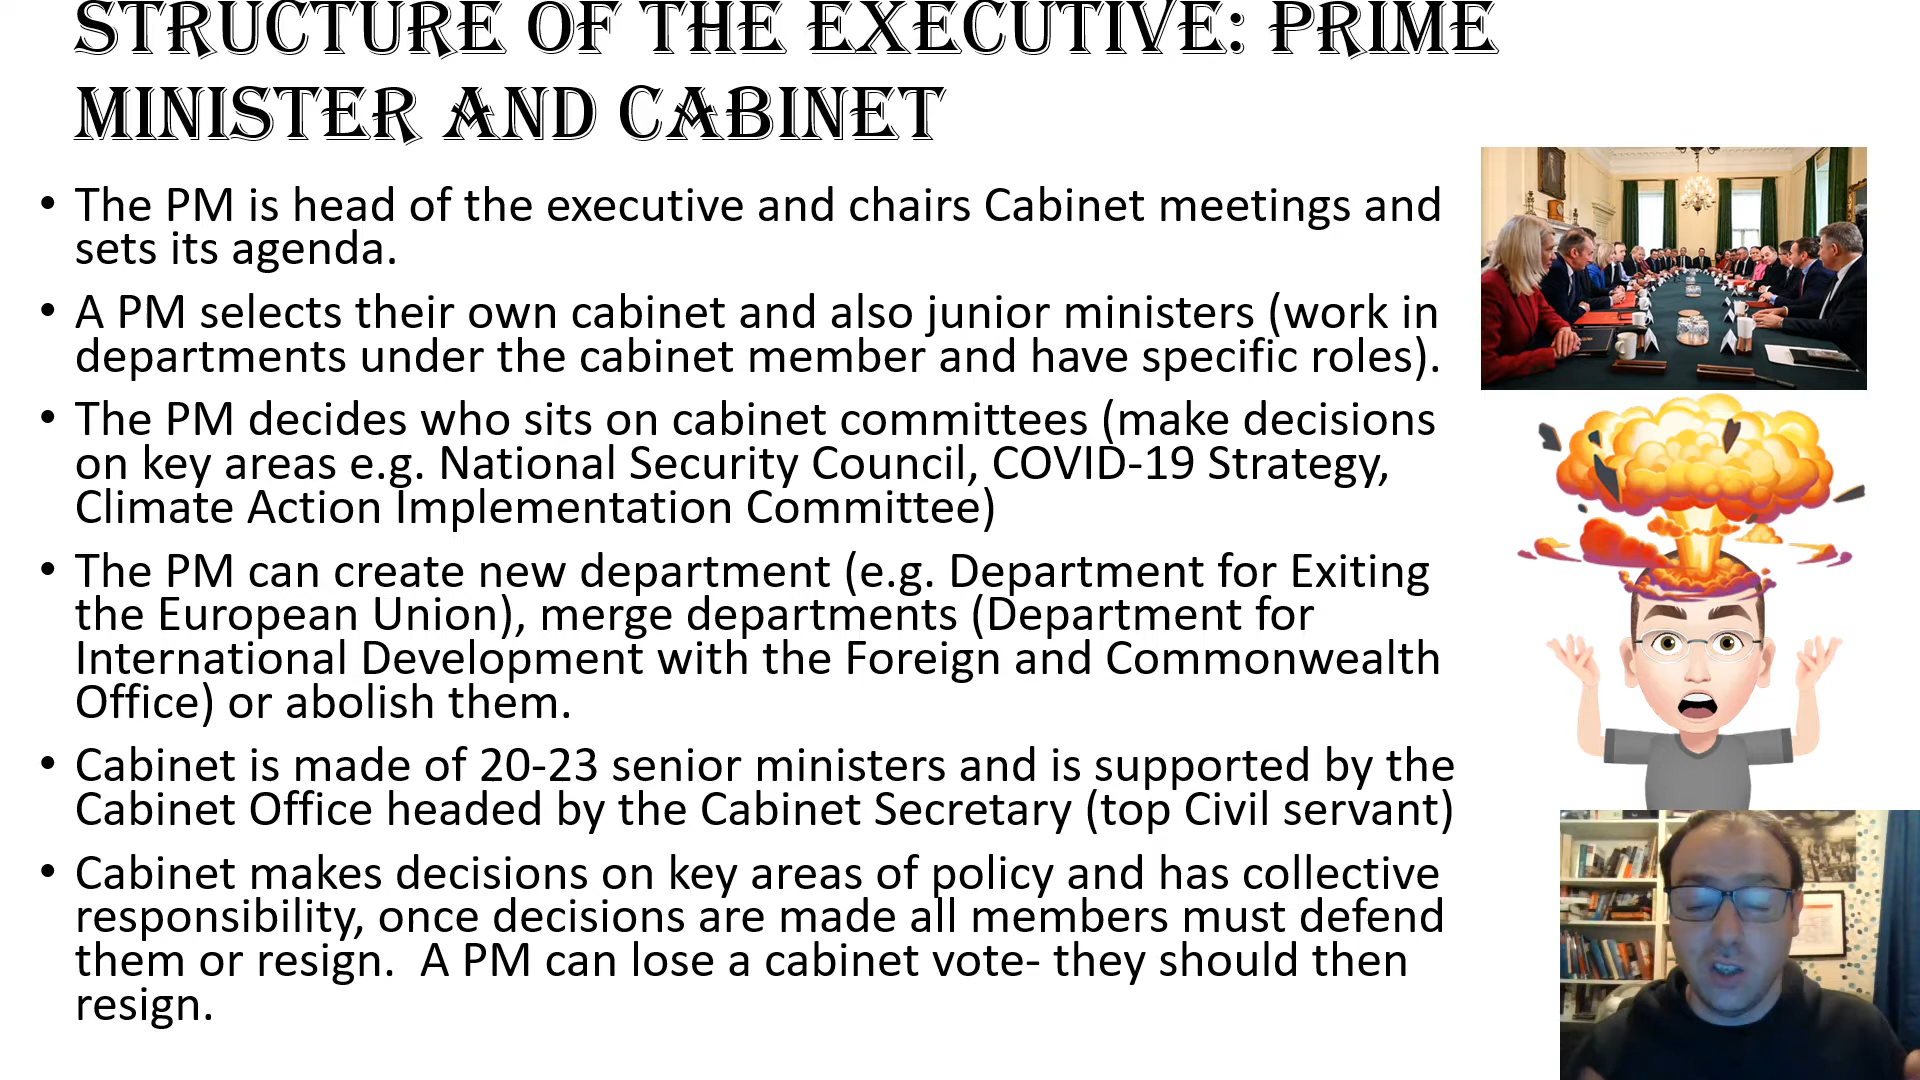 STRUCTURE OF THE EXECUTIVE: PRIME
MINISTER AND CABINET
• The PM is head of the executive and chairs Cabinet meetings and
sets its agenda.
• A PM selects their own cabinet and also junior ministers (work in
departments under the cabinet member and have specific roles).
• The PM decides who sits on cabinet committees (make decisions
on key areas e.g. National Security Council, COVID-19 Strategy,
Climate Action Implementation Committee)
• The PM can create new department (e.g. Department for Exiting
the European Union), merge departments (Department for
International Development with the Foreign and Commonwealth
Office) or abolish them.
• Cabinet is made of 20-23 senior ministers and is supported by the
Cabinet Office headed by the Cabinet Secretary (top Civil servant)
• Cabinet makes decisions on key areas of policy and has collective
responsibility, once decisions are made all members must defend
them or resign.  A PM can lose a cabinet vote- they should then
resign.